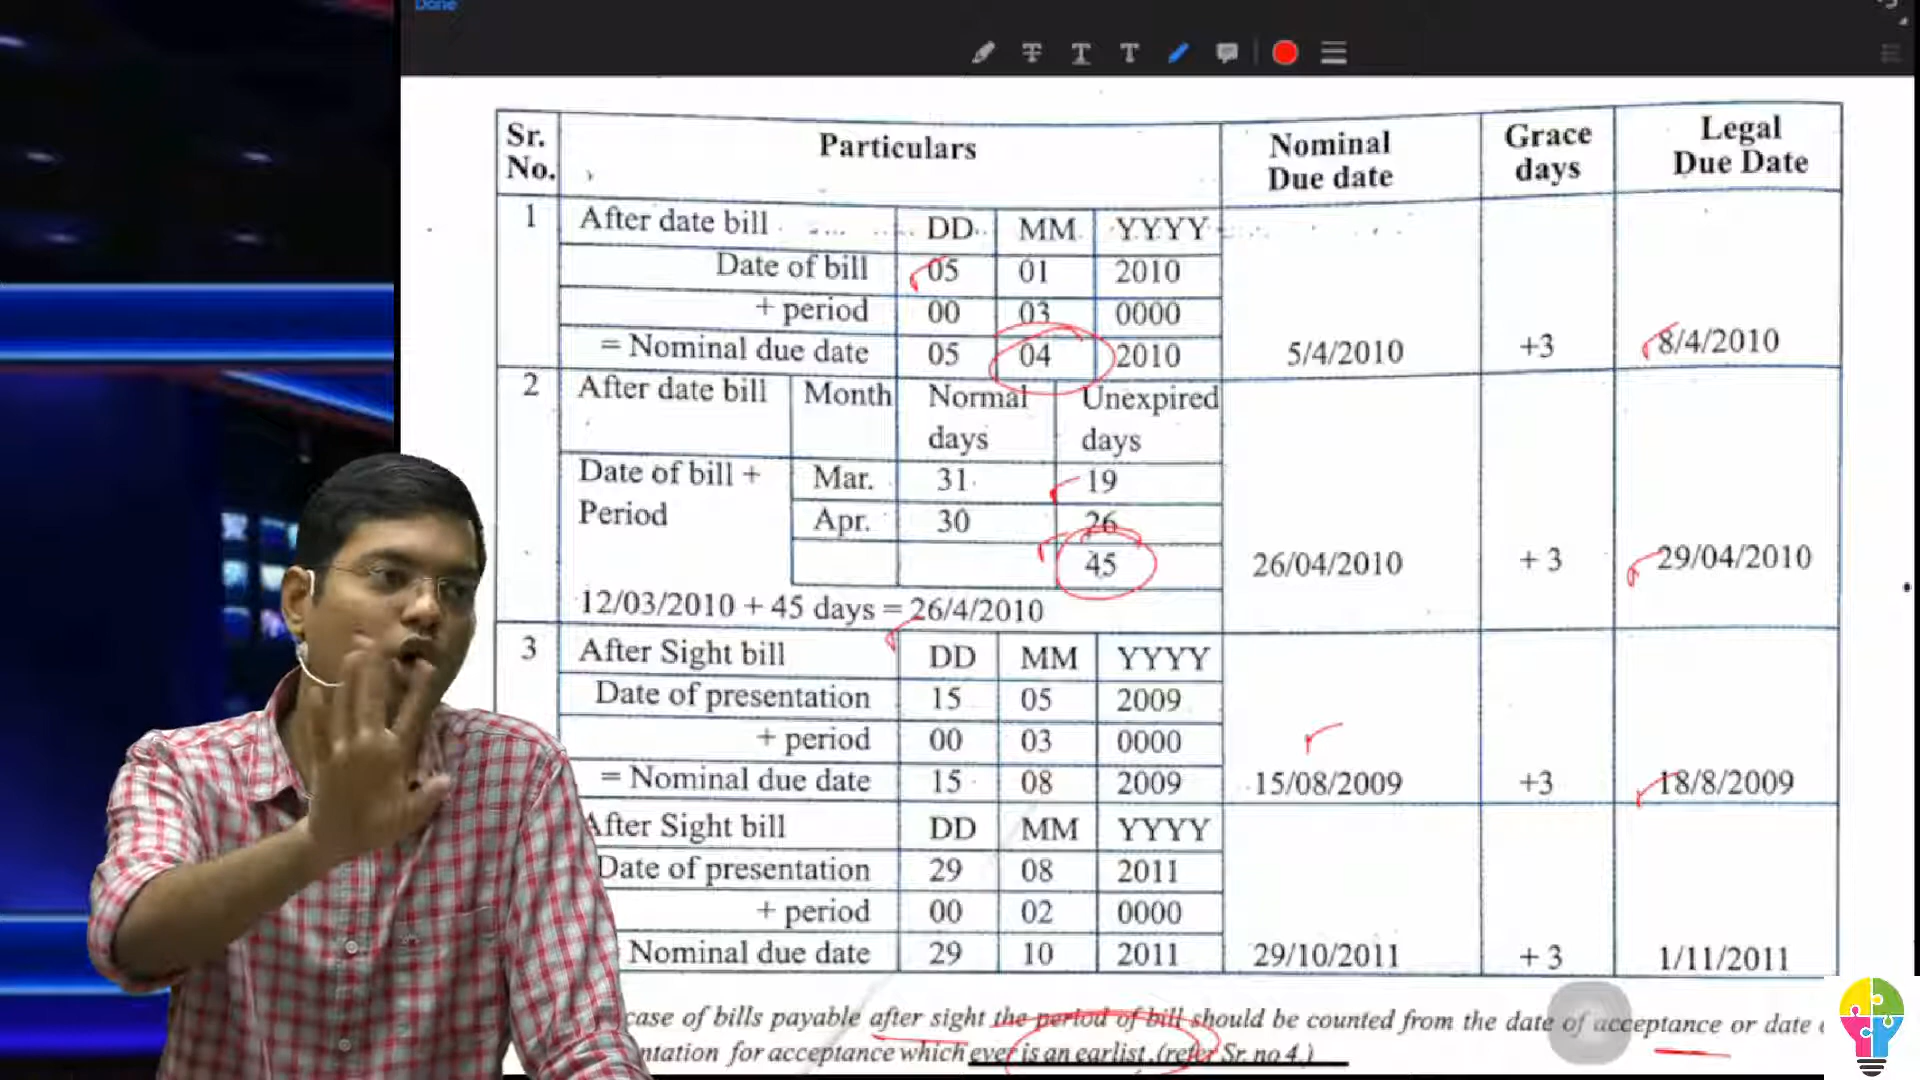 Done
Sr. No. Particulars Nominal Due date Grace days Legal Due Date
1 After date bill DD MM YYYY
Date of bill 05 01 2010
+ period 00 03 0000
= Nominal due date 05 04 2010 5/4/2010 +3 8/4/2010
2 After date bill Month Normal days Unexpired days
Date of bill + Period Mar. 31 19
Apr. 30 26
45 26/04/2010 + 3 29/04/2010
12/03/2010 + 45 days = 26/4/2010
3 After Sight bill DD MM YYYY
Date of presentation 15 05 2009
+ period 00 03 0000
= Nominal due date 15 08 2009 15/08/2009 +3 18/8/2009
After Sight bill DD MM YYYY
Date of presentation 29 08 2011
+ period 00 02 0000
Nominal due date 29 10 2011 29/10/2011 + 3 1/11/2011
case of bills payable after sight the period of bill should be counted from the date of acceptance or date
ntation for acceptance which ever is an earlist .(refer Sr. no 4.)